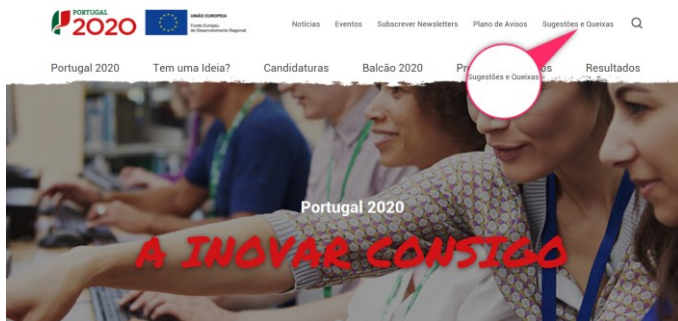 PORTUGAL
2020
UNIÃO EUROPEIA
Fundo Europeu
de Desenvolvimento Regional
Notícias Eventos Subscrever Newsletters Plano de Avisos Sugestões e Queixas
Portugal 2020 Tem uma Ideia? Candidaturas Balcão 2020 Resultados
Sugestões e Queixas
Portugal 2020
A INOVAR CONSIGO